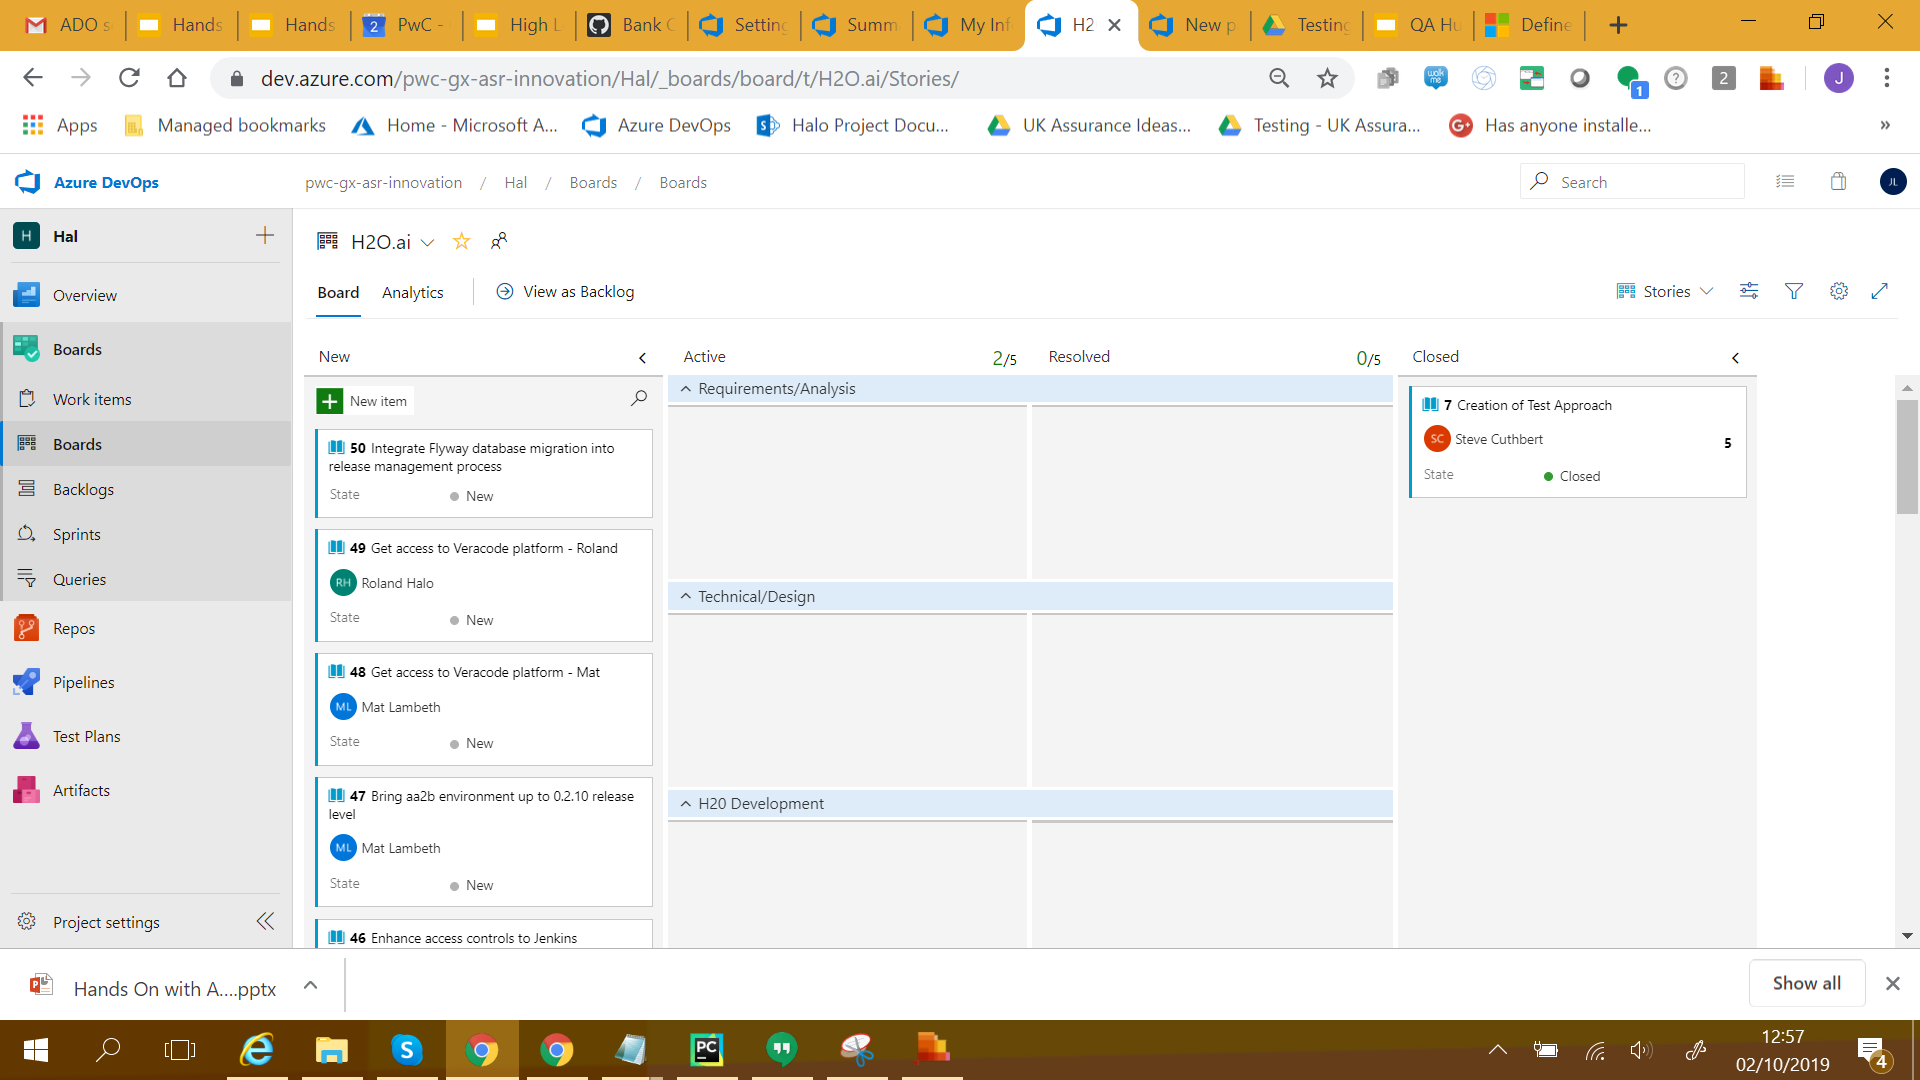 ADO s
Hands
Hands
2
PwC -
High L
Bank C
Setting
Summ
My Inf
H2
New p
Testing
QA Hu
Define
dev.azure.com/pwc-gx-asr-innovation/Hal/_boards/board/t/H2O.ai/Stories/
walk me
1
2
J
Apps
Managed bookmarks
Home - Microsoft A...
Azure DevOps
Halo Project Docu...
UK Assurance Ideas...
Testing - UK Assura...
Has anyone installe...
»
Azure DevOps
pwc-gx-asr-innovation / Hal / Boards / Boards
Search
JL
H Hal
Overview
Boards
Work items
Boards
Backlogs
Sprints
Queries
Repos
Pipelines
Test Plans
Artifacts
Project settings
H2O.ai
Board
Analytics
View as Backlog
Stories
New
Active
2/5
Resolved
0/5
Closed
New item
50 Integrate Flyway database migration into
release management process
State
New
49 Get access to Veracode platform - Roland
RH Roland Halo
State
New
48 Get access to Veracode platform - Mat
ML Mat Lambeth
State
New
47 Bring aa2b environment up to 0.2.10 release
level
ML Mat Lambeth
State
New
46 Enhance access controls to Jenkins
Requirements/Analysis
Technical/Design
H20 Development
7 Creation of Test Approach
SC Steve Cuthbert
5
State
Closed
Hands On with A....pptx
Show all
PC
12:57
02/10/2019
4